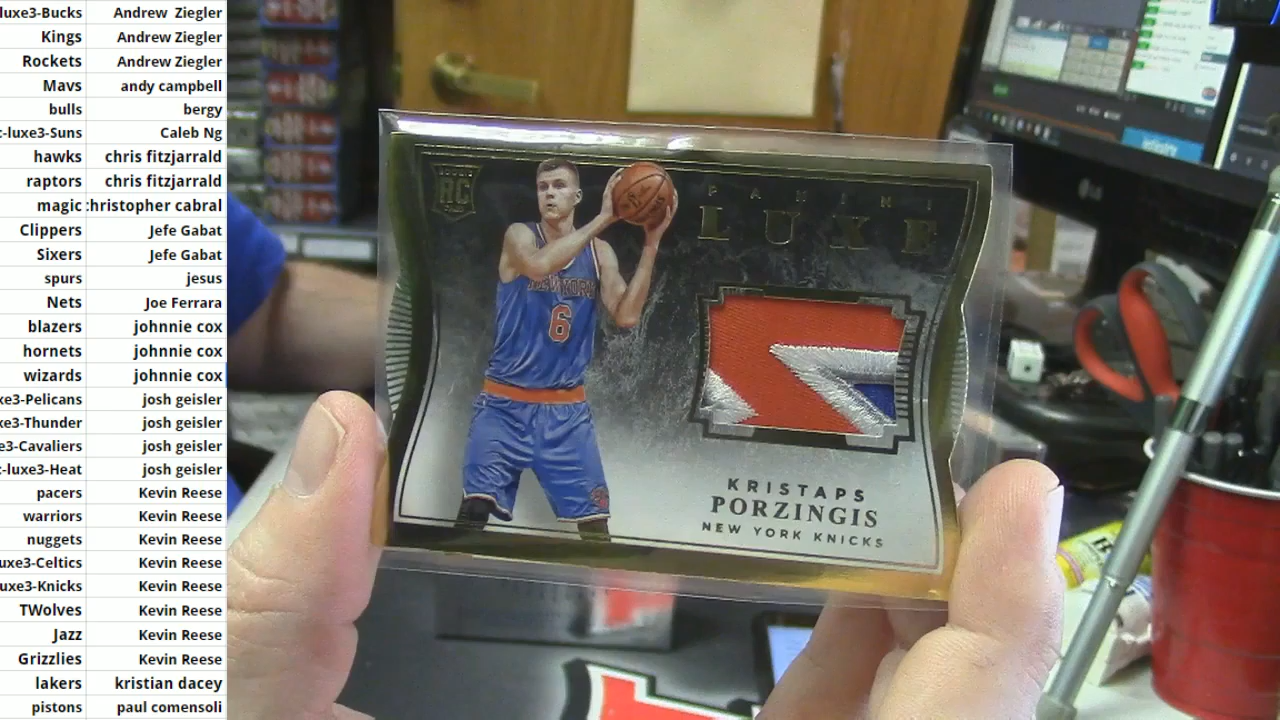 luxe3-Bucks Andrew Ziegler
Kings Andrew Ziegler
Rockets Andrew Ziegler
Mavs andy campbell
bulls bergy
t-luxe3-Suns Caleb Ng
hawks chris fitzjarrald
raptors chris fitzjarrald
magic christopher cabral
Clippers Jefe Gabat
Sixers Jefe Gabat
spurs jesus
Nets Joe Ferrara
blazers johnnie cox
hornets johnnie cox
wizards johnnie cox
xe3-Pelicans josh geisler
xe3-Thunder josh geisler
e3-Cavaliers josh geisler
t-luxe3-Heat josh geisler
pacers Kevin Reese
warriors Kevin Reese
nuggets Kevin Reese
uxe3-Celtics Kevin Reese
uxe3-Knicks Kevin Reese
TWolves Kevin Reese
Jazz Kevin Reese
Grizzlies Kevin Reese
lakers kristian dacey
pistons paul comensoli
RC
PANINI
LUXE
NEW YORK
6
KRISTAPS
PORZINGIS
NEW YORK KNICKS
LG